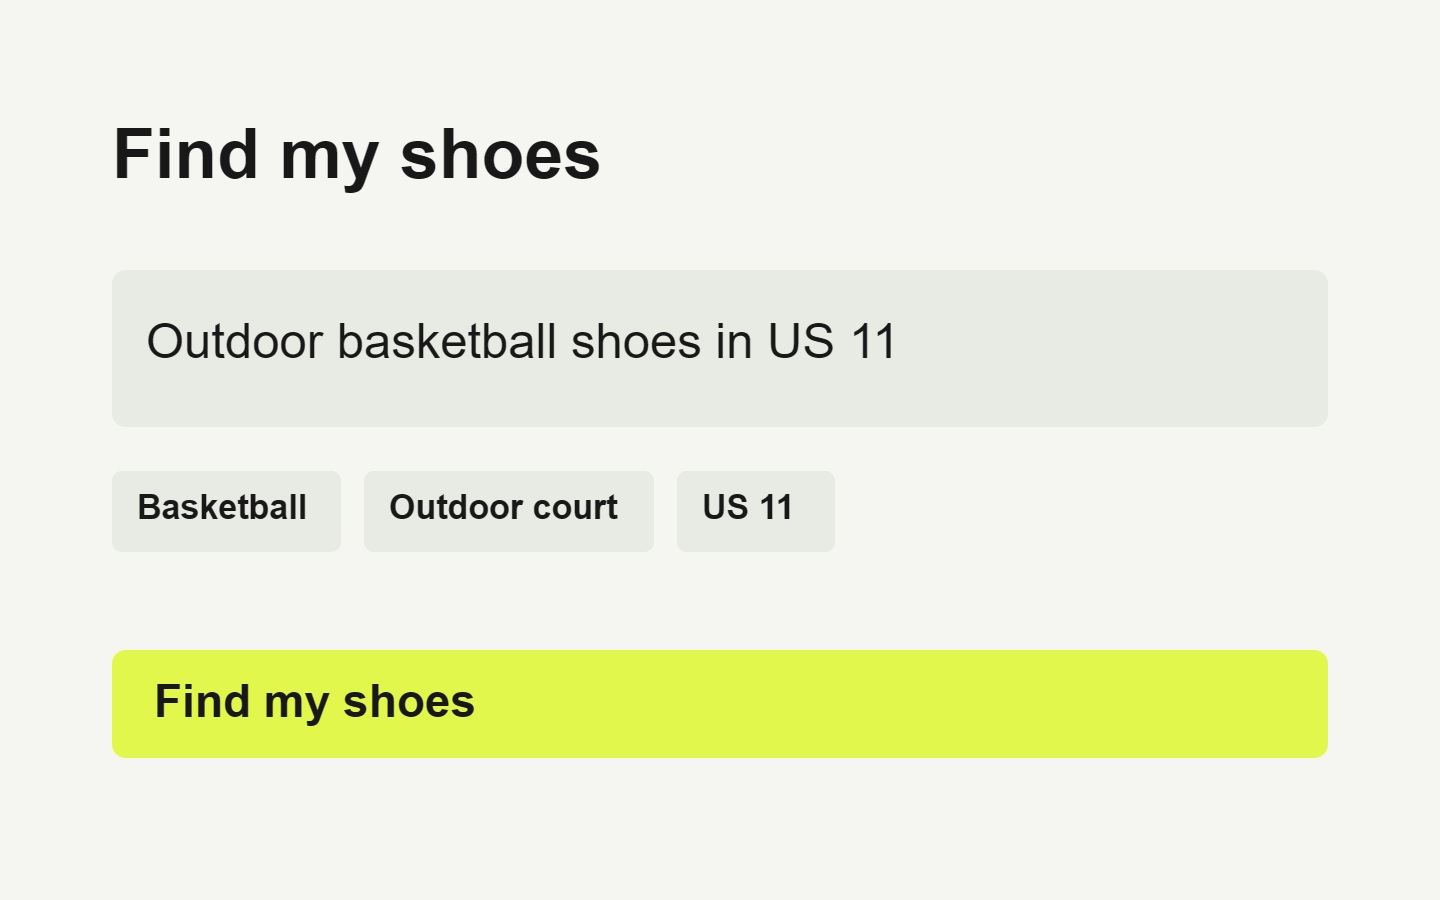 Find my shoes
Outdoor basketball shoes in US 11
Basketball
Outdoor court
US 11
Find my shoes